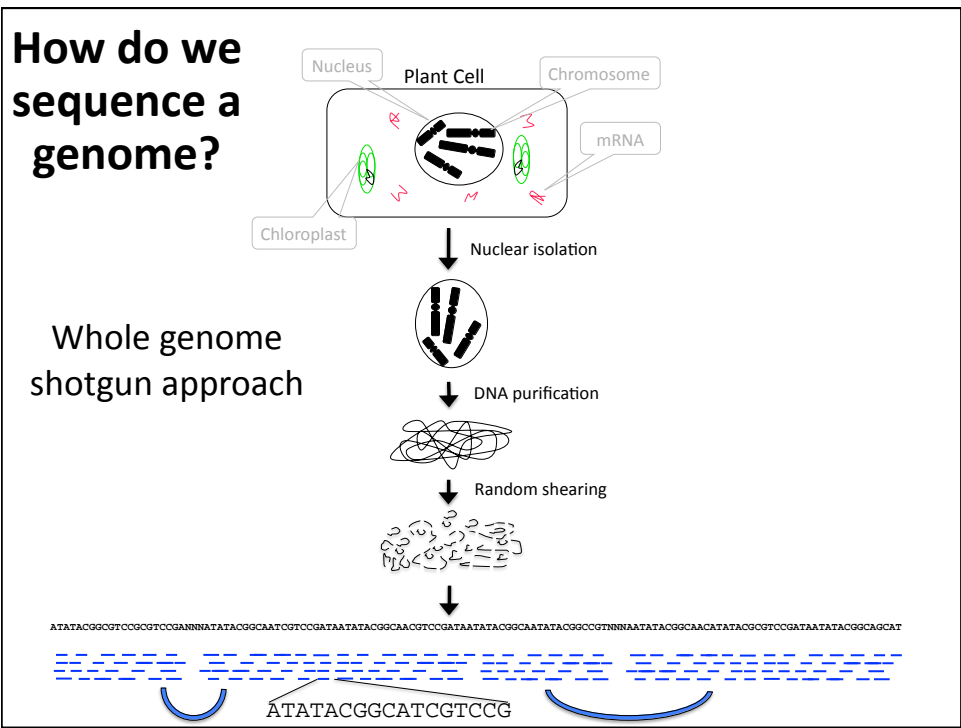 How do we
sequence a
genome?
Nucleus
Plant Cell
Chromosome
mRNA
Chloroplast
Nuclear isolation
Whole genome
shotgun approach
DNA purification
Random shearing
ATATACGGCGTCCGCGTCCGANNNATATACGGCAATCGTCCGATAATATACGGCAACGTCCGATAATATACGGCAATATACGGCCGTNNNAATATACGGCAACATATACGCGTCCGATAATATACGGCAGCAT
ATATACGGCATCGTCCG